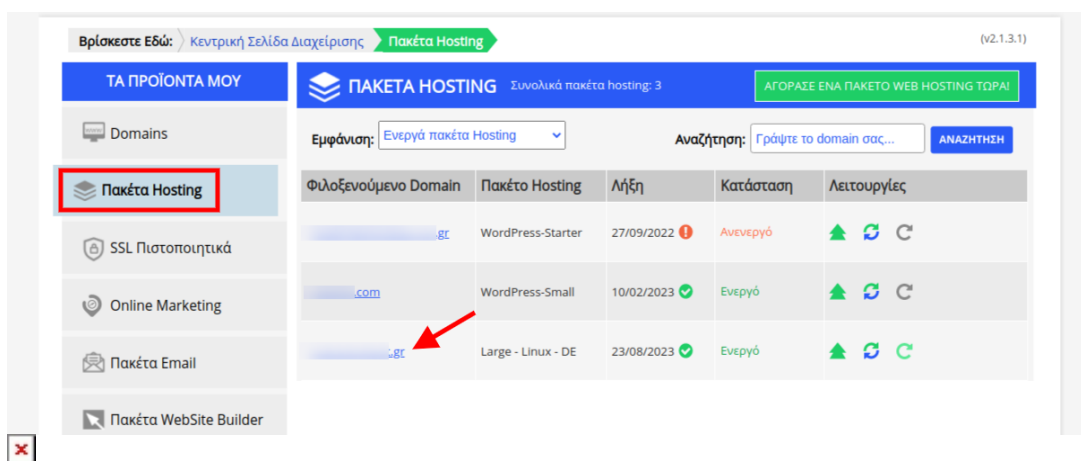 Βρίσκεστε Εδώ: Κεντρική Σελίδα Διαχείρισης Πακέτα Hosting (v2.1.3.1)
ΤΑ ΠΡΟΪΟΝΤΑ ΜΟΥ
Domains
Πακέτα Hosting
SSL Πιστοποιητικά
Online Marketing
Πακέτα Email
Πακέτα WebSite Builder
ΠΑΚΕΤΑ HOSTING Συνολικά πακέτα hosting: 3 ΑΓΟΡΑΣΕ ΕΝΑ ΠΑΚΕΤΟ WEB HOSTING ΤΩΡΑ!
Εμφάνιση: Ενεργά πακέτα Hosting Αναζήτηση: Γράψτε το domain σας... ΑΝΑΖΗΤΗΣΗ
Φιλοξενούμενο Domain Πακέτο Hosting Λήξη Κατάσταση Λειτουργίες
.gr WordPress-Starter 27/09/2022 Ανενεργό
.com WordPress-Small 10/02/2023 Ενεργό
.gr Large - Linux - DE 23/08/2023 Ενεργό